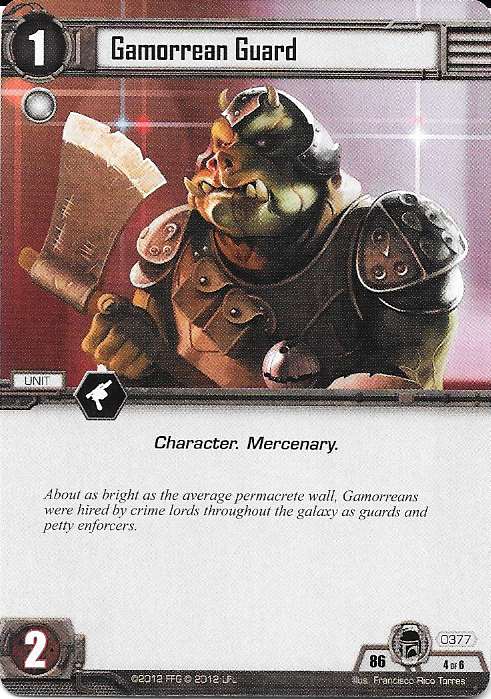 1
Gamorrean Guard
UNIT
Character. Mercenary.
About as bright as the average permacrete wall, Gamorreans
were hired by crime lords throughout the galaxy as guards and
petty enforcers.
2
86
0377
4 OF 6
©2012 FFG © 2012 LFL
Illus. Francisco Rico Torres